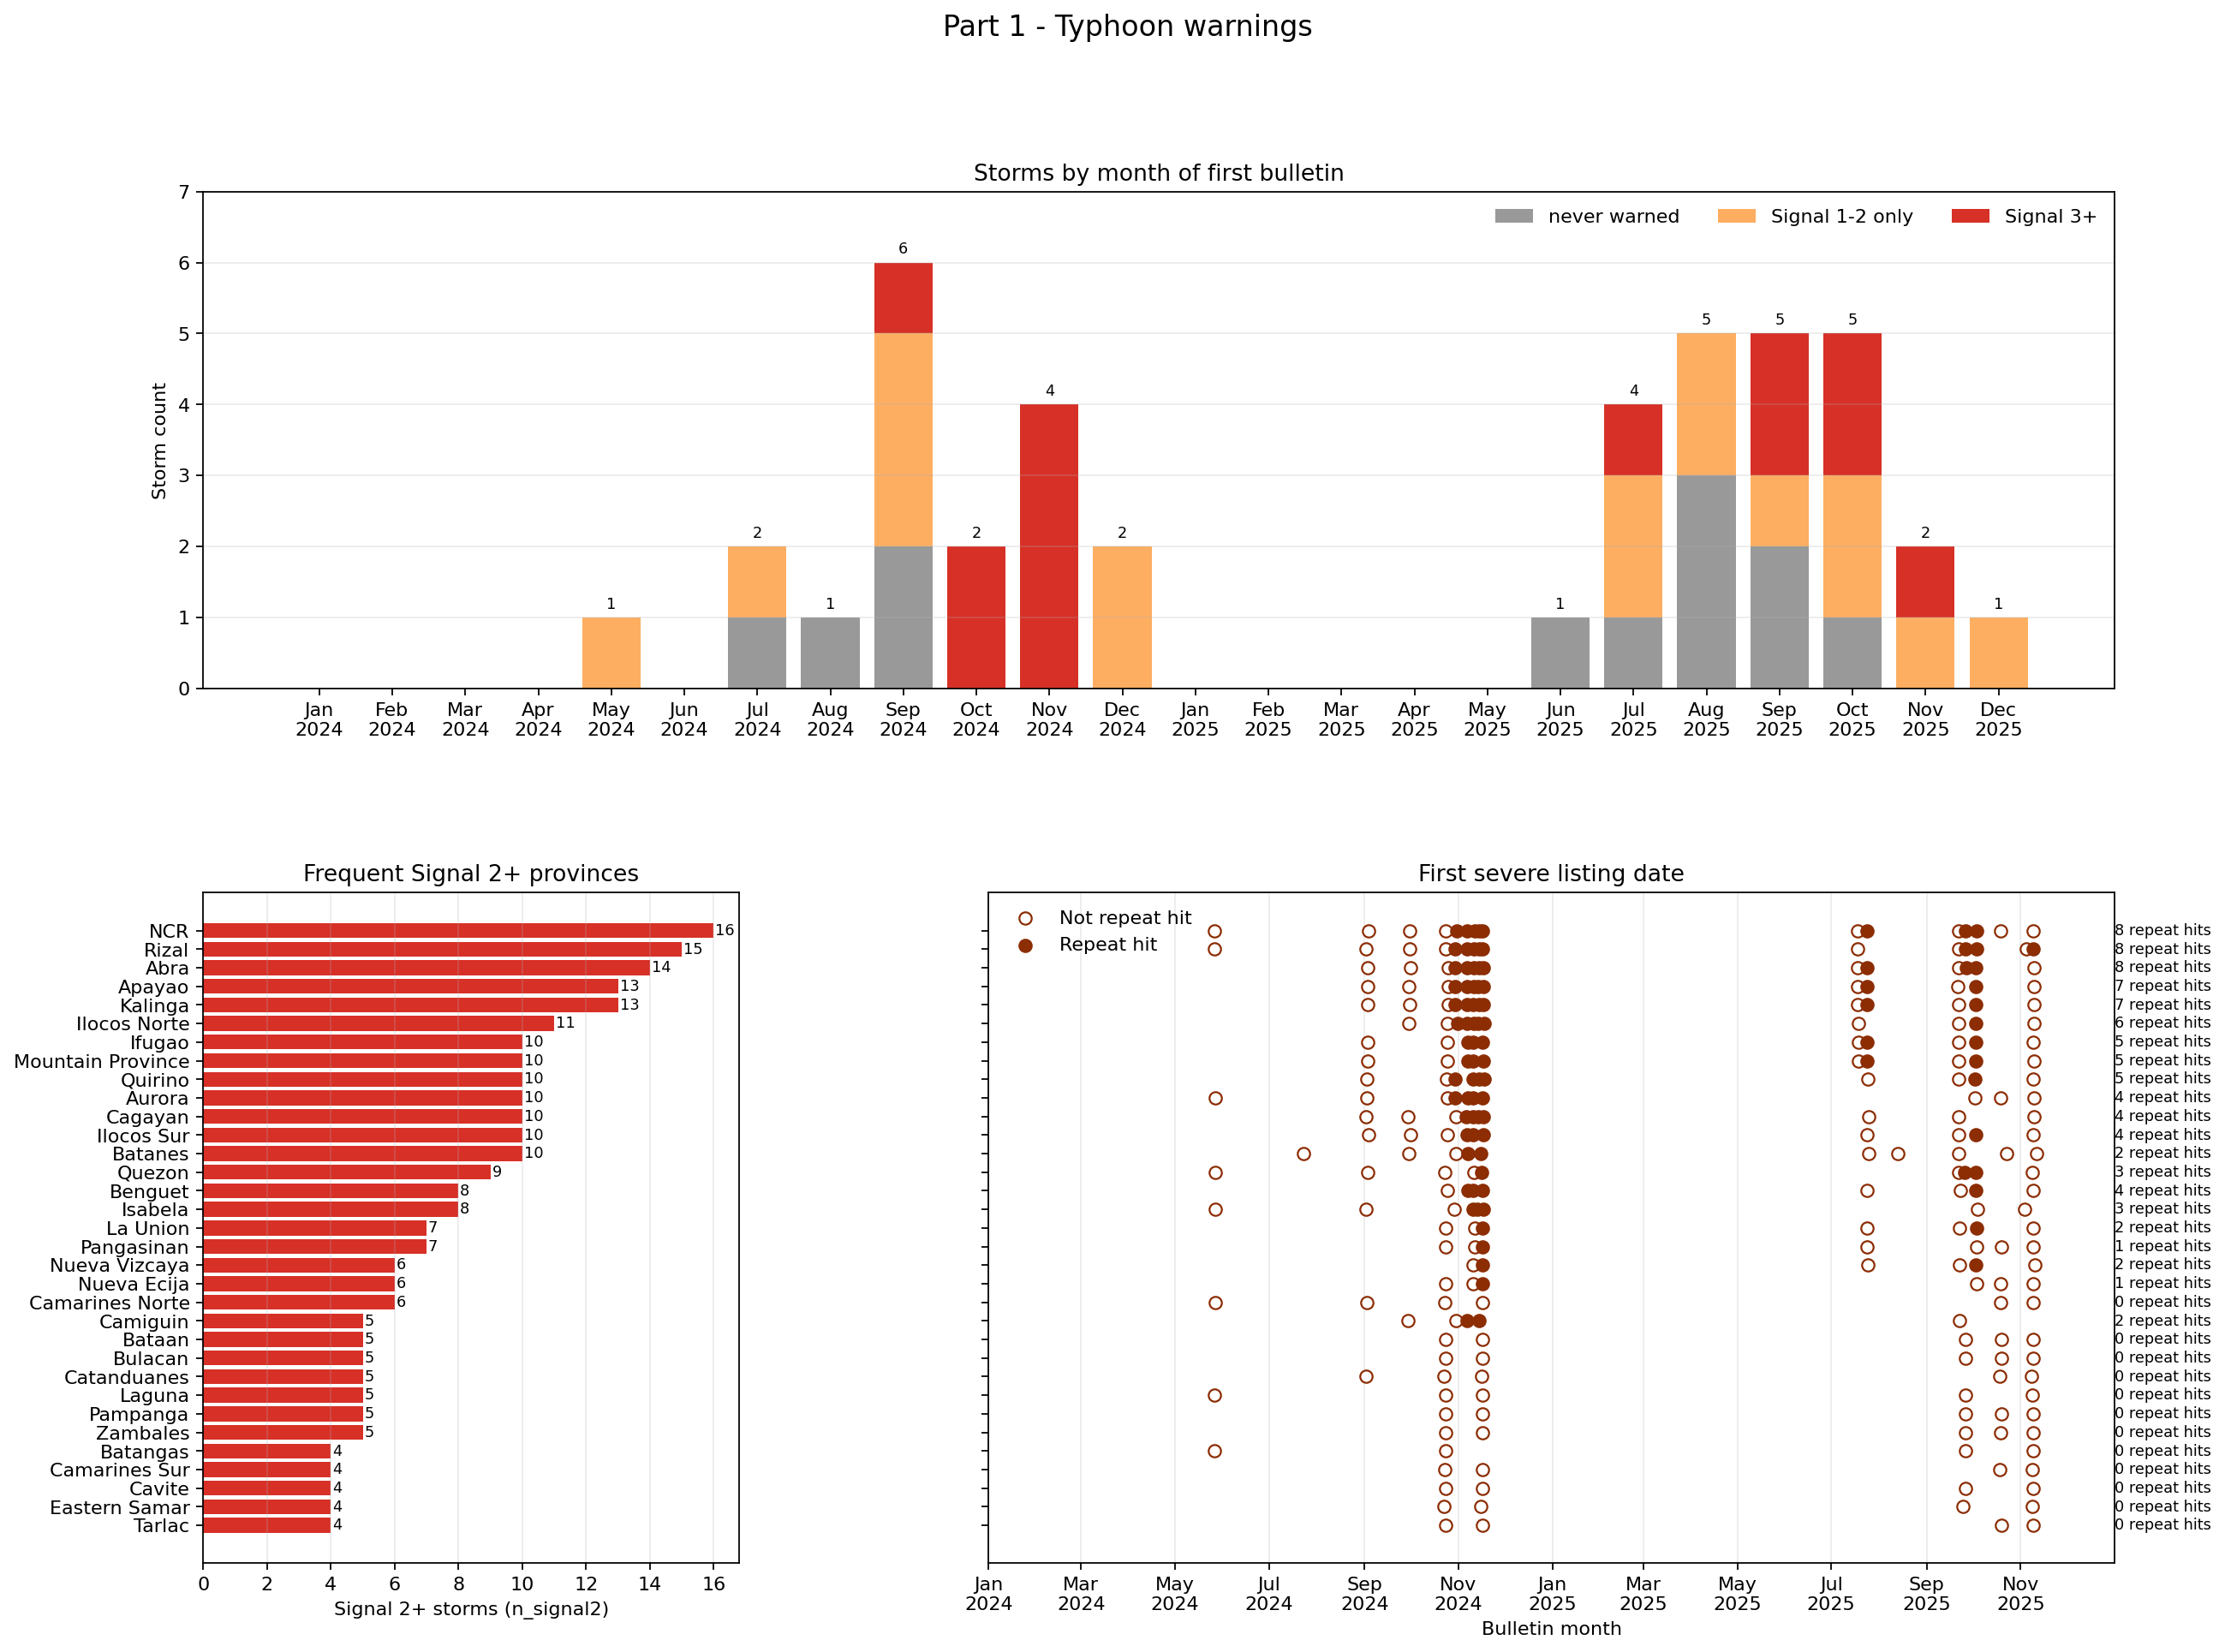 Part 1 - Typhoon warnings
Storms by month of first bulletin
never warned
Signal 1-2 only
Signal 3+
Storm count
7
6
5
4
3
2
1
0
1
2
1
6
2
4
2
1
4
5
5
5
2
1
Jan 2024
Feb 2024
Mar 2024
Apr 2024
May 2024
Jun 2024
Jul 2024
Aug 2024
Sep 2024
Oct 2024
Nov 2024
Dec 2024
Jan 2025
Feb 2025
Mar 2025
Apr 2025
May 2025
Jun 2025
Jul 2025
Aug 2025
Sep 2025
Oct 2025
Nov 2025
Dec 2025
Frequent Signal 2+ provinces
NCR 16
Rizal 15
Abra 14
Apayao 13
Kalinga 13
Ilocos Norte 11
Ifugao 10
Mountain Province 10
Quirino 10
Aurora 10
Cagayan 10
Ilocos Sur 10
Batanes 10
Quezon 9
Benguet 8
Isabela 8
La Union 7
Pangasinan 7
Nueva Vizcaya 6
Nueva Ecija 6
Camarines Norte 6
Camiguin 5
Bataan 5
Bulacan 5
Catanduanes 5
Laguna 5
Pampanga 5
Zambales 5
Batangas 4
Camarines Sur 4
Cavite 4
Eastern Samar 4
Tarlac 4
0 2 4 6 8 10 12 14 16
Signal 2+ storms (n_signal2)
First severe listing date
Not repeat hit
Repeat hit
8 repeat hits
8 repeat hits
8 repeat hits
7 repeat hits
7 repeat hits
6 repeat hits
5 repeat hits
5 repeat hits
5 repeat hits
4 repeat hits
4 repeat hits
4 repeat hits
2 repeat hits
3 repeat hits
4 repeat hits
3 repeat hits
2 repeat hits
1 repeat hits
2 repeat hits
1 repeat hits
0 repeat hits
2 repeat hits
0 repeat hits
0 repeat hits
0 repeat hits
0 repeat hits
0 repeat hits
0 repeat hits
0 repeat hits
0 repeat hits
0 repeat hits
0 repeat hits
0 repeat hits
Jan 2024
Mar 2024
May 2024
Jul 2024
Sep 2024
Nov 2024
Jan 2025
Mar 2025
May 2025
Jul 2025
Sep 2025
Nov 2025
Bulletin month